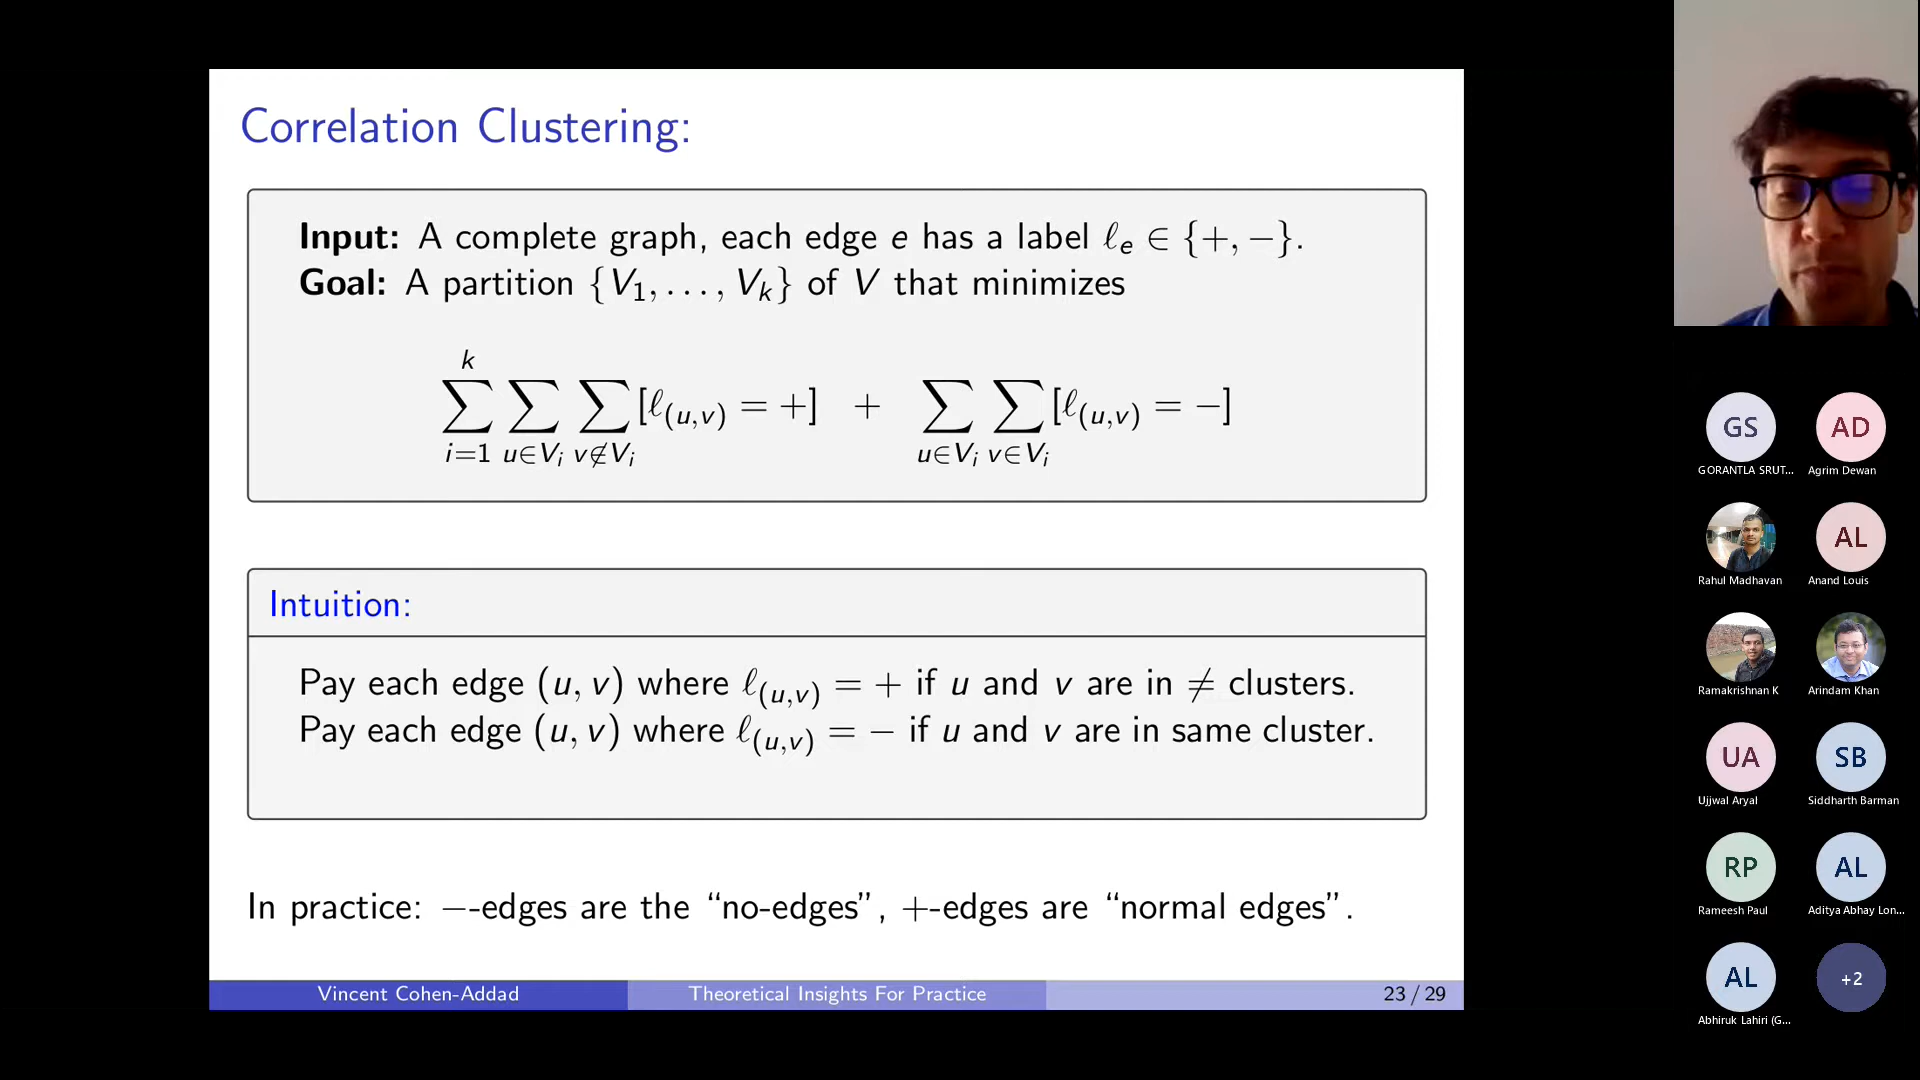 Correlation Clustering:
Input: A complete graph, each edge e has a label ℓ_e ∈ {+, −}.
Goal: A partition {V_1, . . . , V_k} of V that minimizes
∑_{i=1}^{k} ∑_{u∈V_i} ∑_{v∉V_i} [ℓ_(u,v) = +] + ∑_{u∈V_i} ∑_{v∈V_i} [ℓ_(u,v) = −]
Intuition:
Pay each edge (u, v) where ℓ_(u,v) = + if u and v are in ≠ clusters.
Pay each edge (u, v) where ℓ_(u,v) = − if u and v are in same cluster.
In practice: −-edges are the “no-edges”, +-edges are “normal edges”.
Vincent Cohen-Addad
Theoretical Insights For Practice
23 / 29
GS
AD
GORANTLA SRUT...
Agrim Dewan
AL
Rahul Madhavan
Anand Louis
Ramakrishnan K
Arindam Khan
UA
SB
Ujjwal Aryal
Siddharth Barman
RP
AL
Rameesh Paul
Aditya Abhay Lon...
AL
+2
Abhiruk Lahiri (G...